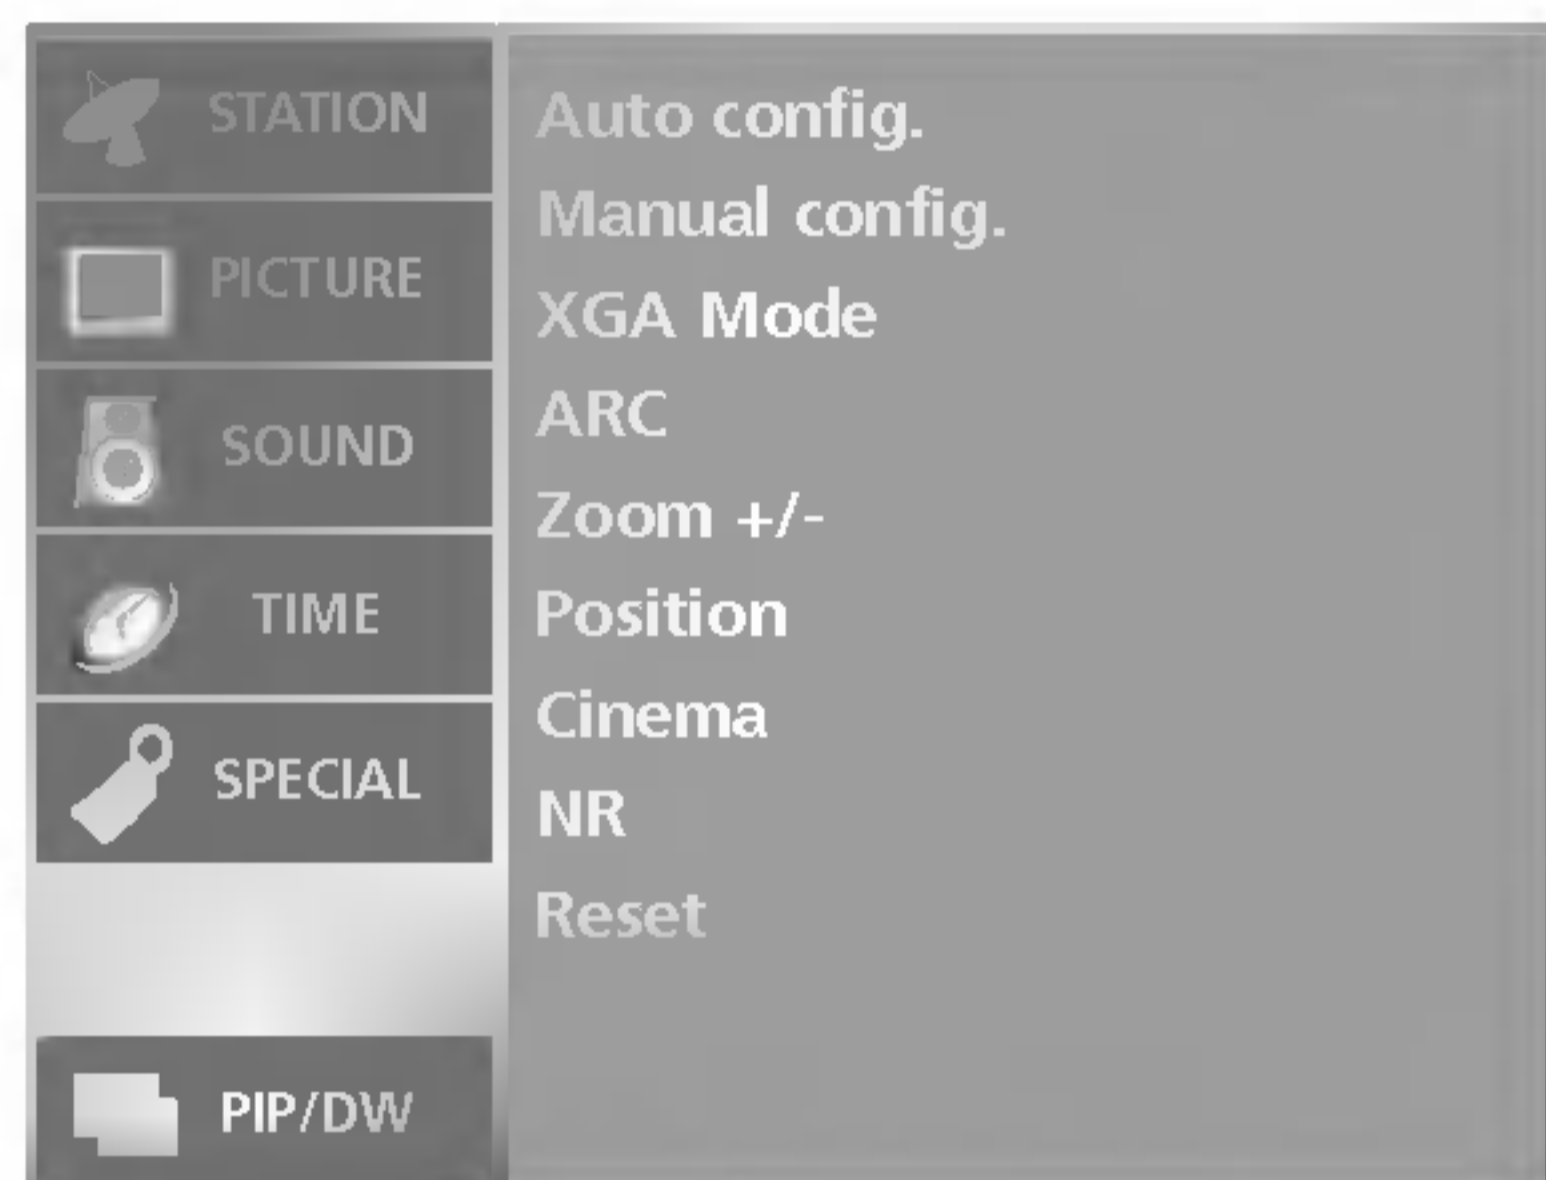 STATION
PICTURE
SOUND
TIME
SPECIAL
PIP/DW
Auto config.
Manual config.
XGA Mode
ARC
Zoom +/-
Position
Cinema
NR
Reset